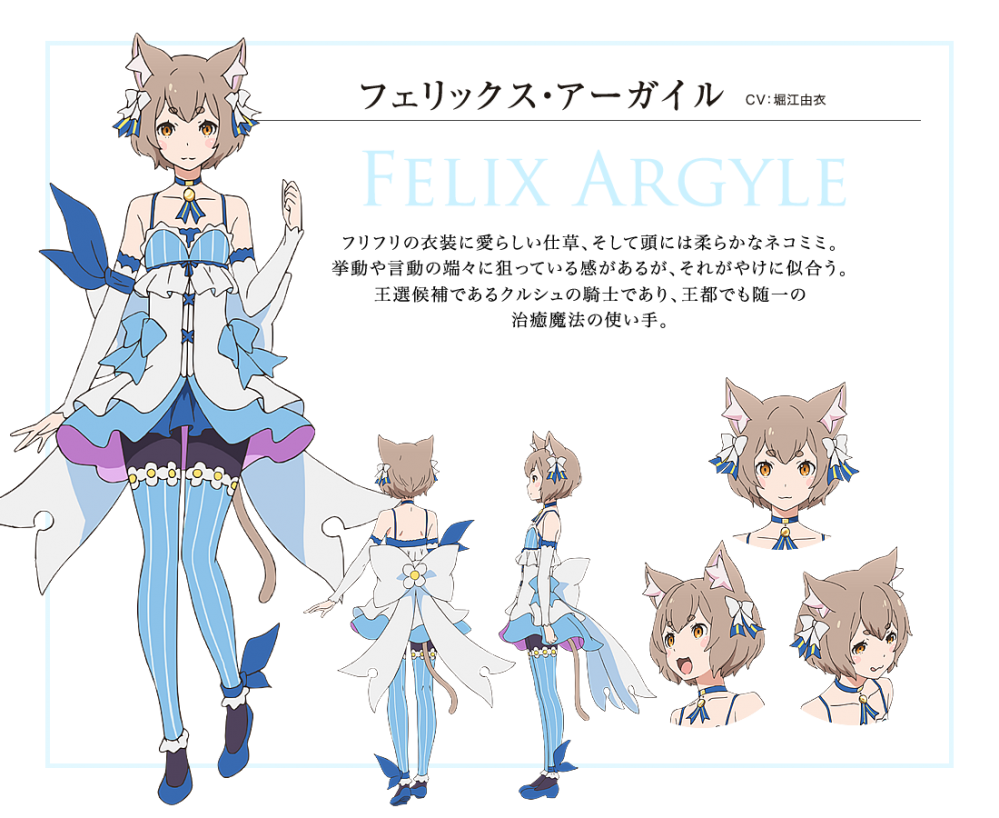 フェリックス・アーガイル CV:堀江由衣
FELIX ARGYLE
フリフリの衣装に愛らしい仕草、そして頭には柔らかなネコミミ。
挙動や言動の端々に狙っている感があるが、それがやけに似合う。
王選候補であるクルシュの騎士であり、王都でも随一の
治癒魔法の使い手。